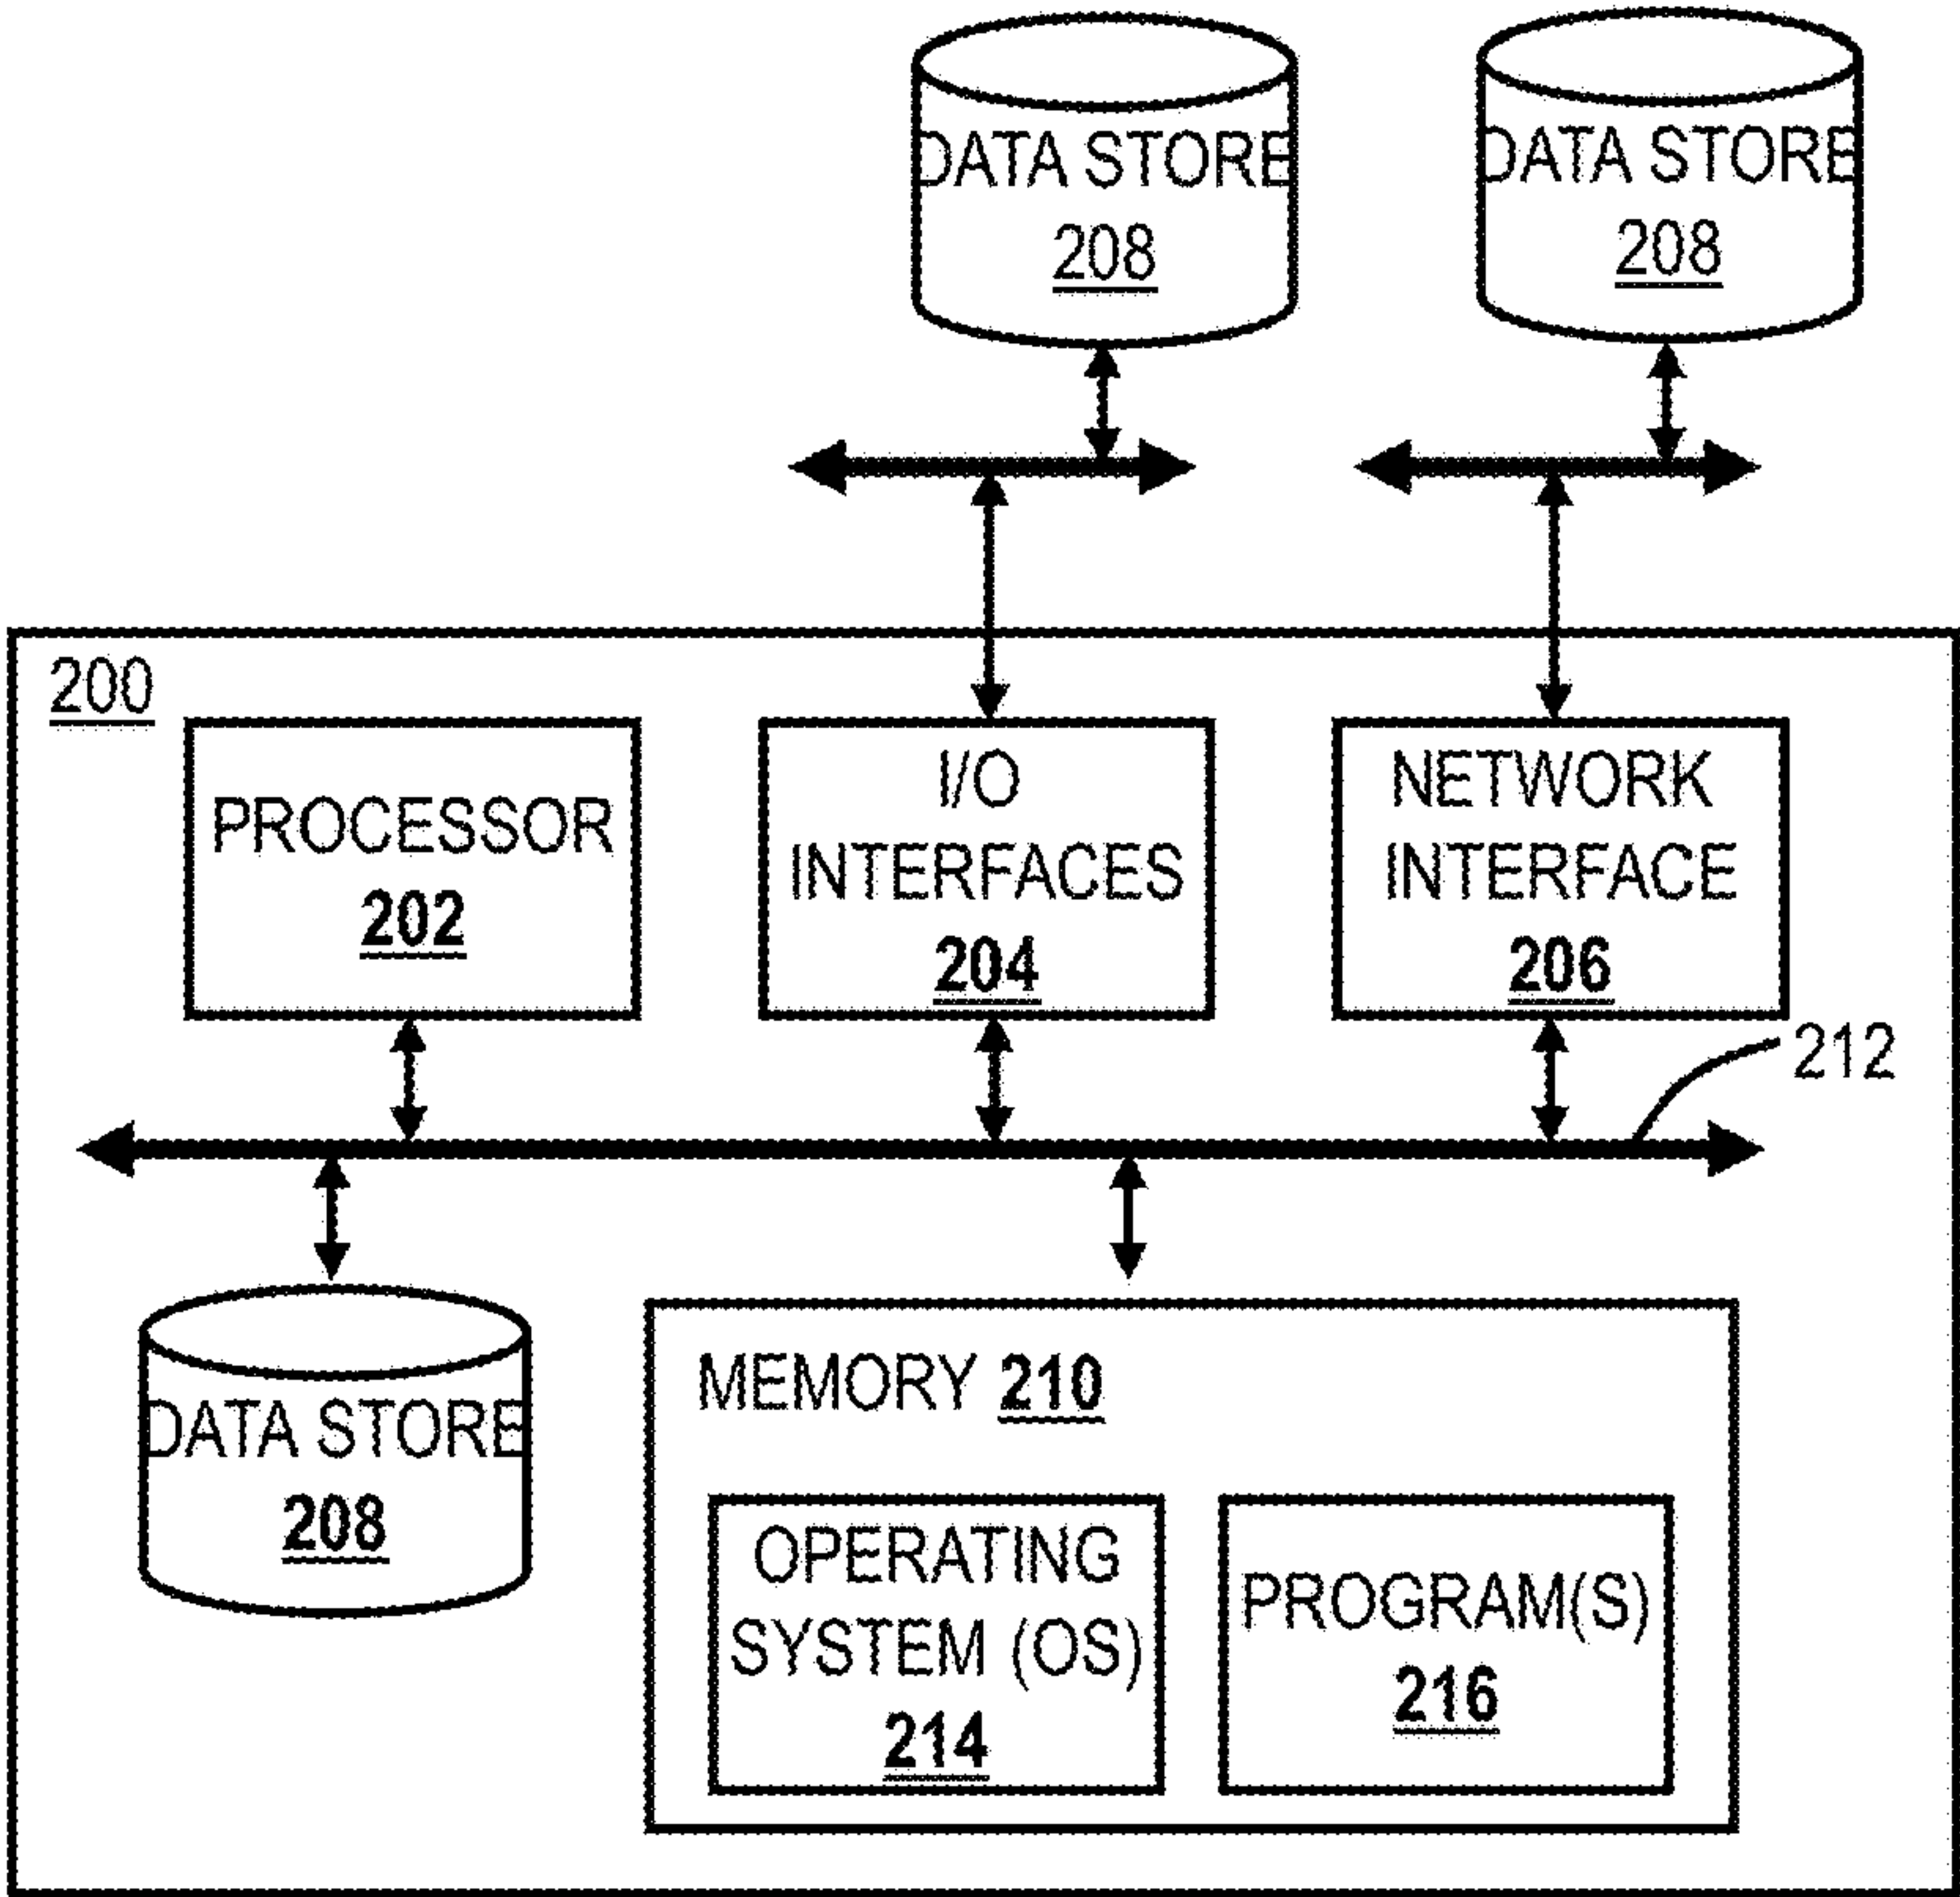 DATA STORE
208
DATA STORE
208
200
PROCESSOR
202
I/O
INTERFACES
204
NETWORK
INTERFACE
206
212
DATA STORE
208
MEMORY 210
OPERATING
SYSTEM (OS)
214
PROGRAM(S)
216